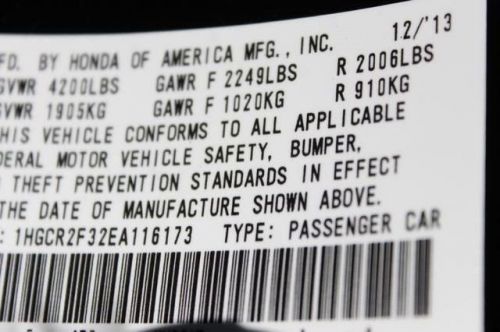 12/'13
FD. BY HONDA OF AMERICA MFG., INC.
GVWR 4200LBS GAWR F 2249LBS R 2006LBS
GVWR 1905KG GAWR F 1020KG R 910KG
THIS VEHICLE CONFORMS TO ALL APPLICABLE
DERAL MOTOR VEHICLE SAFETY, BUMPER,
THEFT PREVENTION STANDARDS IN EFFECT
THE DATE OF MANUFACTURE SHOWN ABOVE.
: 1HGCR2F32EA116173 TYPE: PASSENGER CAR